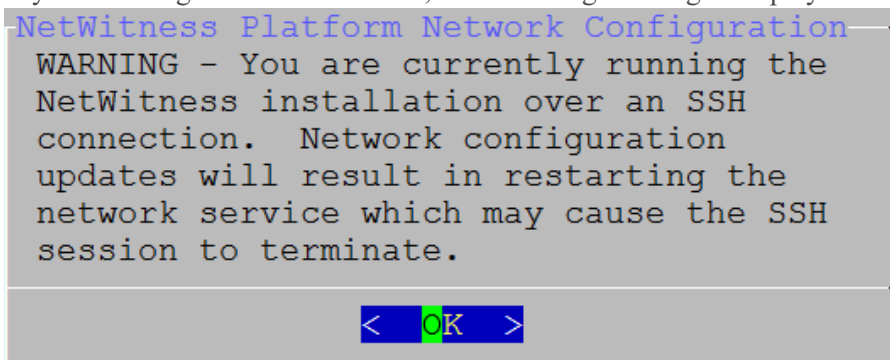 NetWitness Platform Network Configuration
WARNING – You are currently running the
NetWitness installation over an SSH
connection.  Network configuration
updates will result in restarting the
network service which may cause the SSH
session to terminate.
<  OK  >